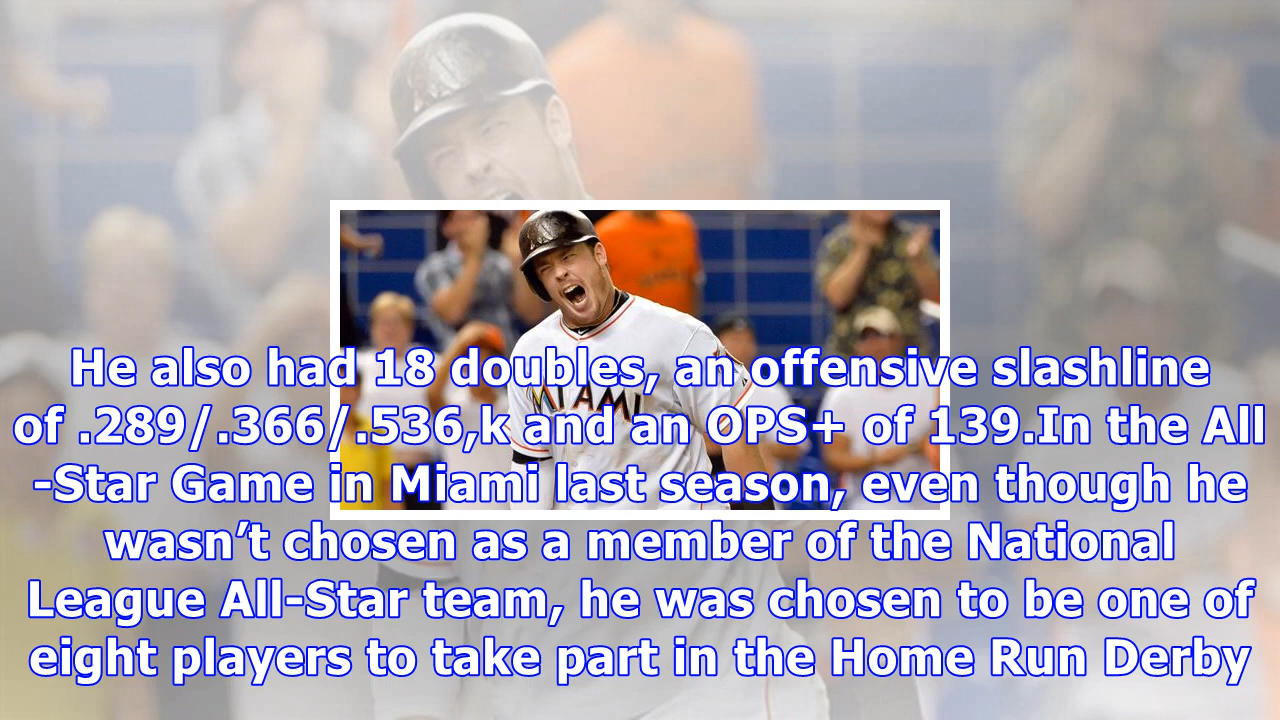 MIAMI
He also had 18 doubles, an offensive slashline
of .289/.366/.536,k and an OPS+ of 139.In the All
-Star Game in Miami last season, even though he
wasn’t chosen as a member of the National
League All-Star team, he was chosen to be one of
eight players to take part in the Home Run Derby